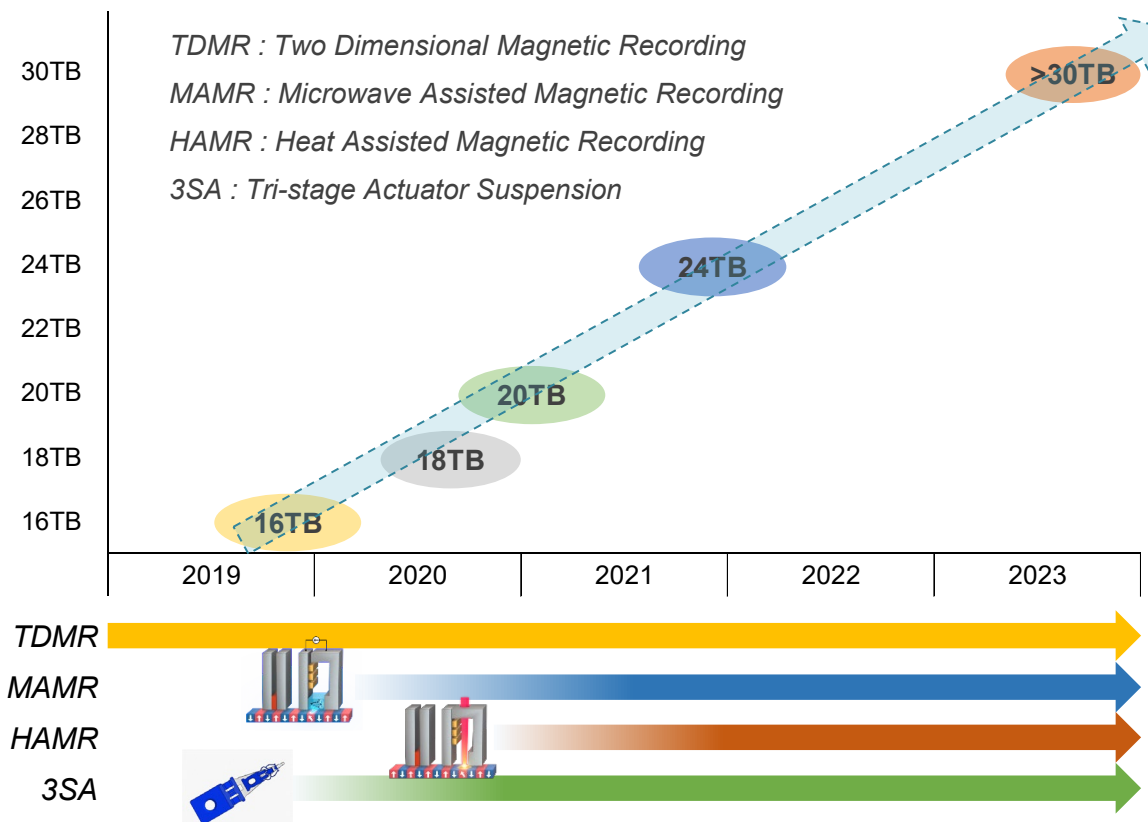 TDMR : Two Dimensional Magnetic Recording
MAMR : Microwave Assisted Magnetic Recording
HAMR : Heat Assisted Magnetic Recording
3SA : Tri-stage Actuator Suspension
30TB
28TB
26TB
24TB
22TB
20TB
18TB
16TB
>30TB
24TB
20TB
18TB
16TB
2019 2020 2021 2022 2023
TDMR
MAMR
HAMR
3SA